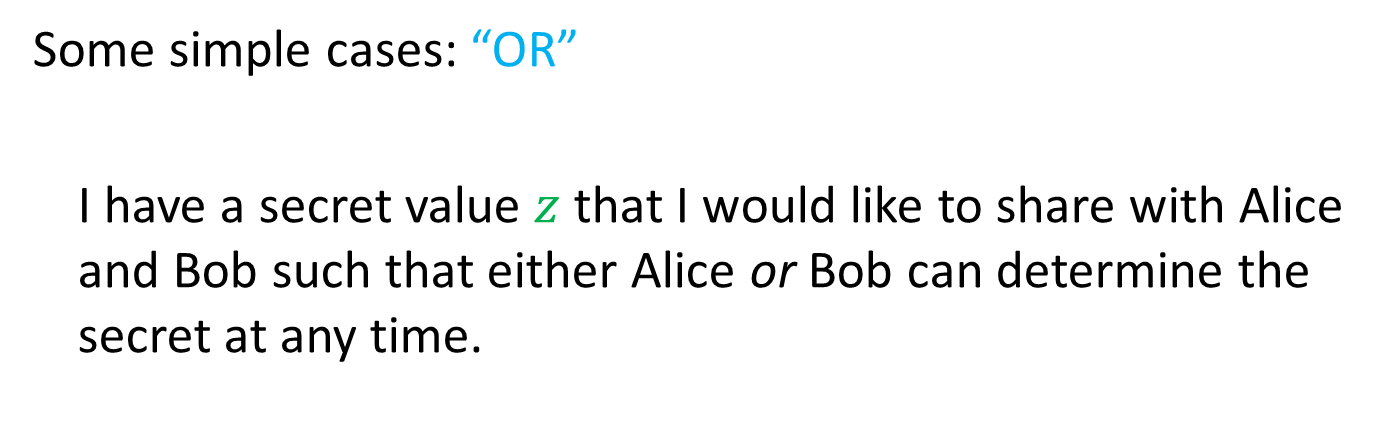 Some simple cases: “OR”
I have a secret value z that I would like to share with Alice
and Bob such that either Alice or Bob can determine the
secret at any time.